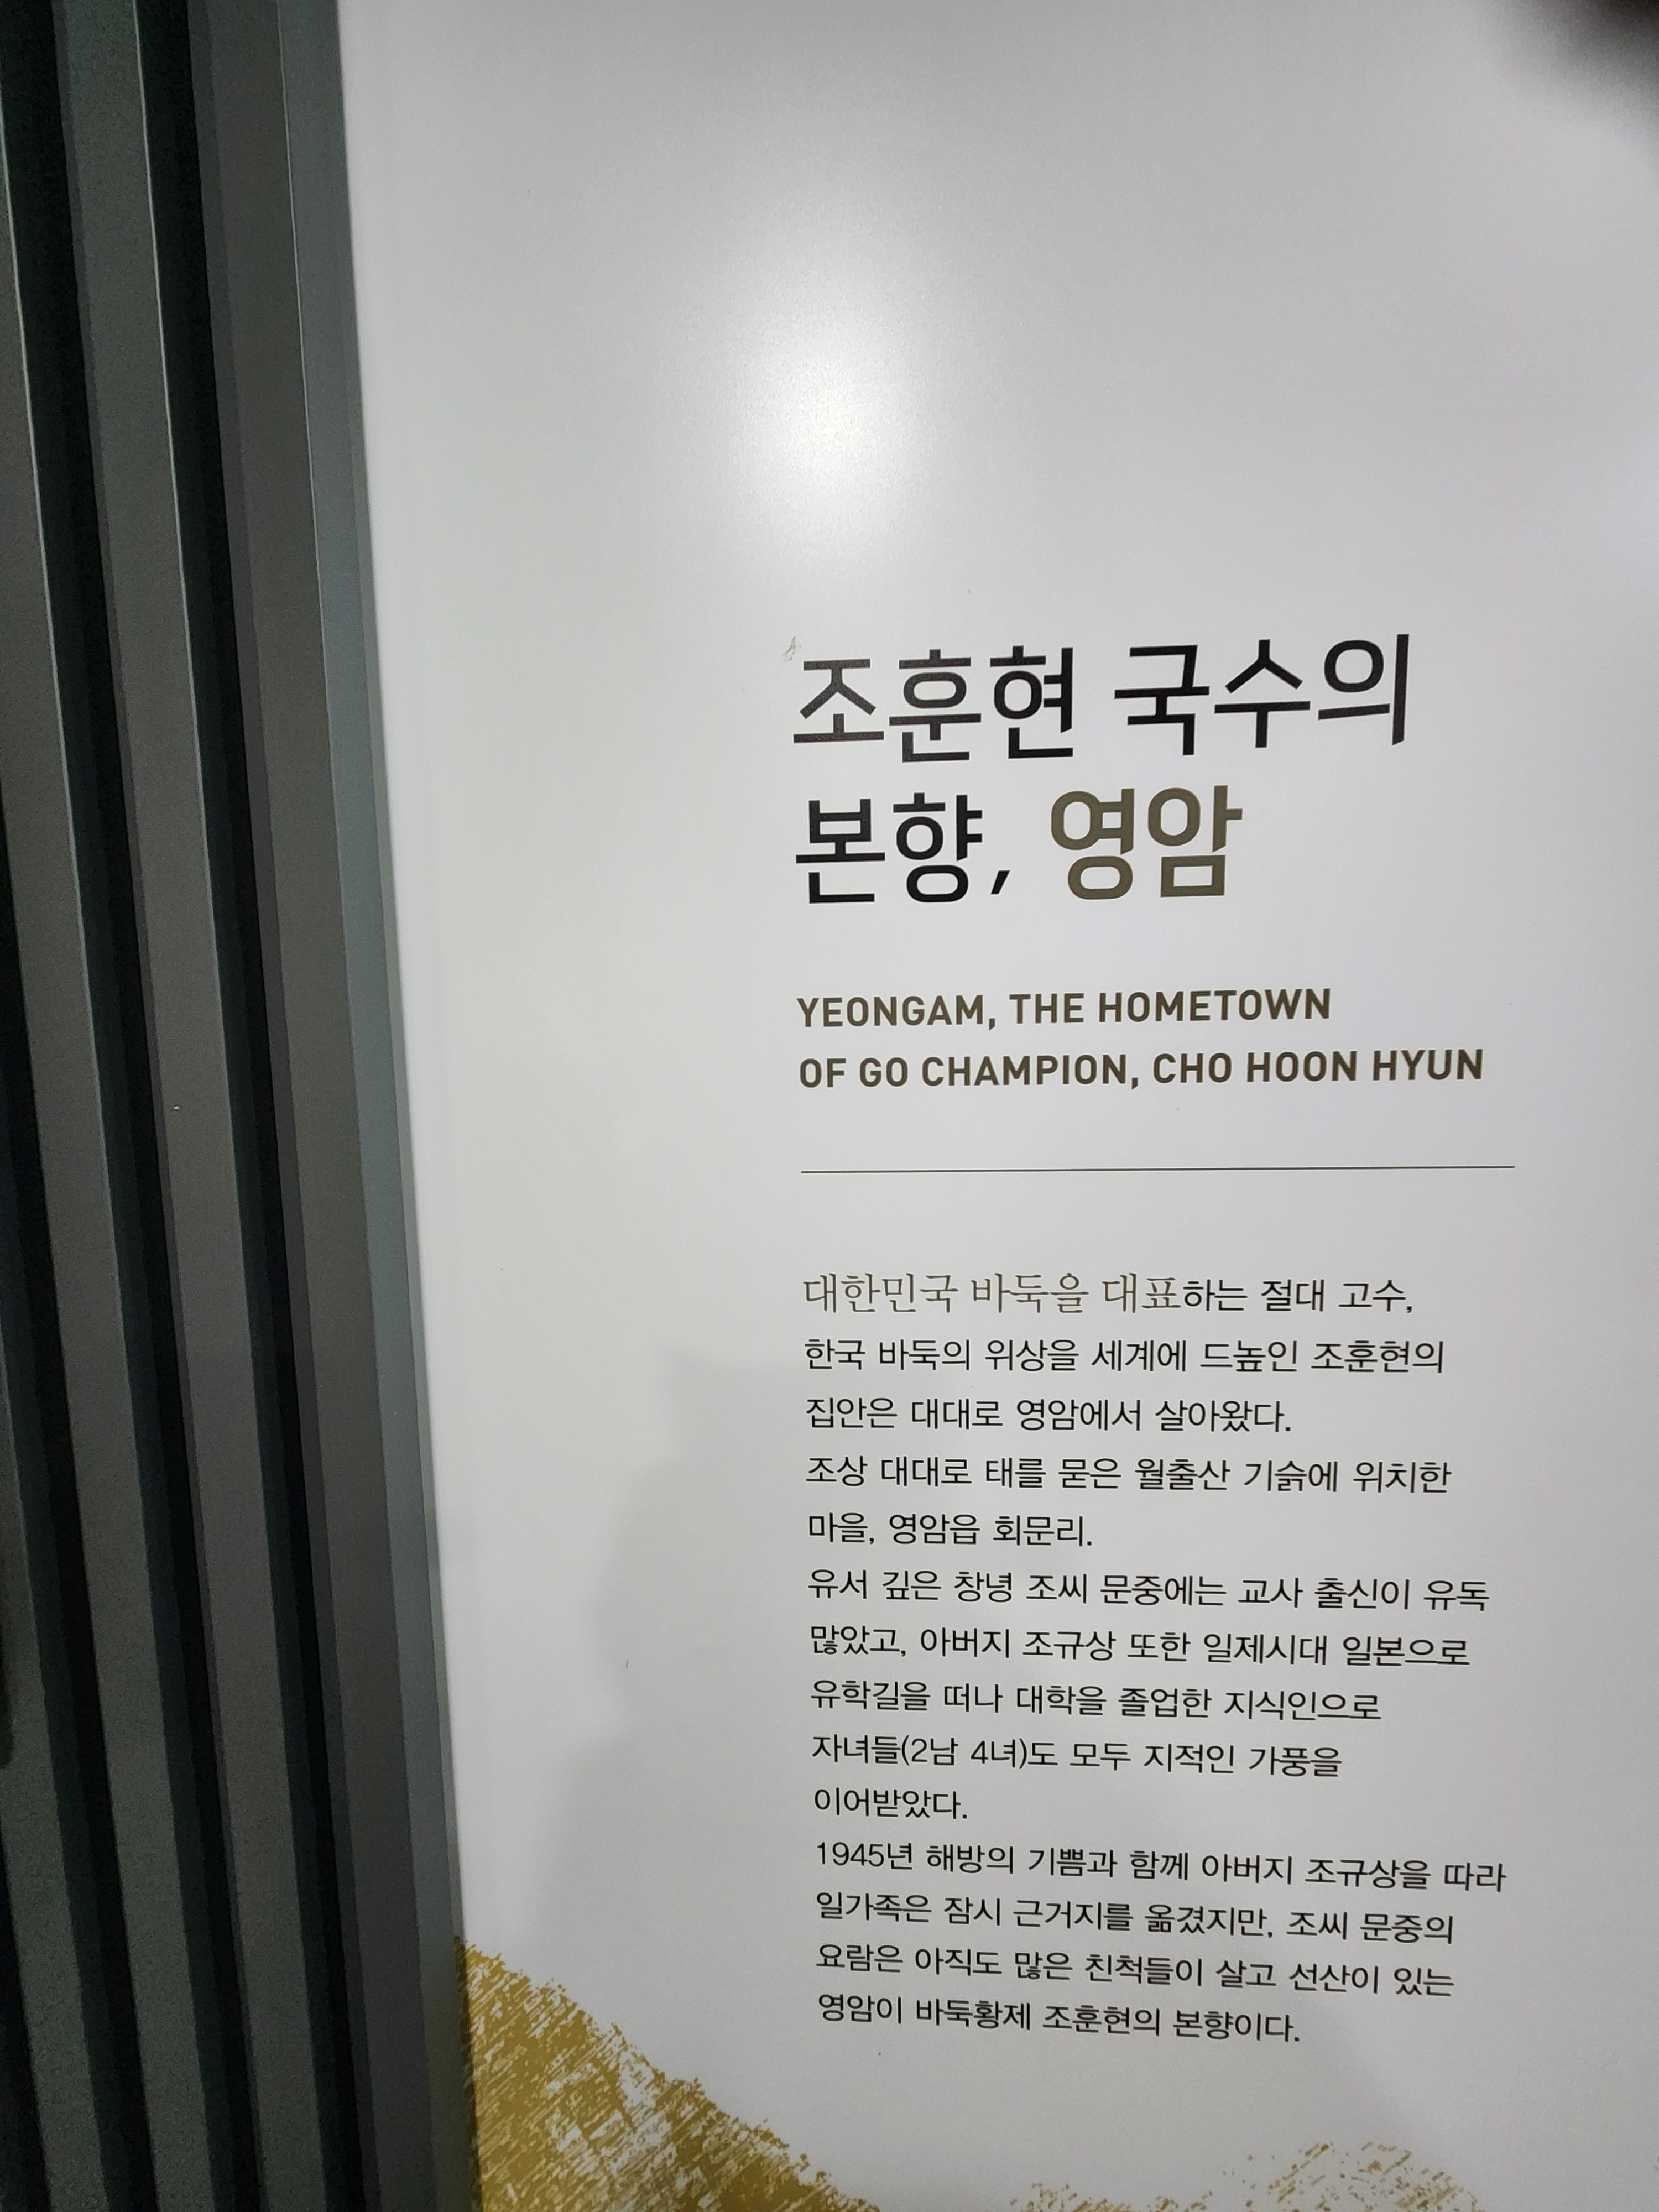 조훈현 국수의
본향, 영암
YEONGAM, THE HOMETOWN
OF GO CHAMPION, CHO HOON HYUN
대한민국 바둑을 대표하는 절대 고수,
한국 바둑의 위상을 세계에 드높인 조훈현의
집안은 대대로 영암에서 살아왔다.
조상 대대로 태를 묻은 월출산 기슭에 위치한
마을, 영암읍 회문리.
유서 깊은 창녕 조씨 문중에는 교사 출신이 유독
많았고, 아버지 조규상 또한 일제시대 일본으로
유학길을 떠나 대학을 졸업한 지식인으로
자녀들(2남 4녀)도 모두 지적인 가풍을
이어받았다.
1945년 해방의 기쁨과 함께 아버지 조규상을 따라
일가족은 잠시 근거지를 옮겼지만, 조씨 문중의
요람은 아직도 많은 친척들이 살고 선산이 있는
영암이 바둑황제 조훈현의 본향이다.